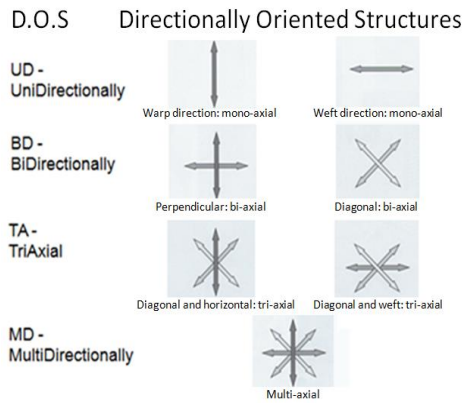 D.O.S Directionally Oriented Structures
UD -
UniDirectionally
Warp direction: mono-axial Weft direction: mono-axial
BD -
BiDirectionally
Perpendicular: bi-axial Diagonal: bi-axial
TA -
TriAxial
Diagonal and horizontal: tri-axial Diagonal and weft: tri-axial
MD -
MultiDirectionally
Multi-axial